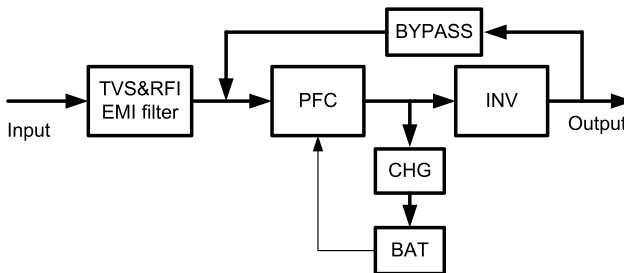 BYPASS
TVS&RFI
EMI filter
PFC
INV
Input
Output
CHG
BAT